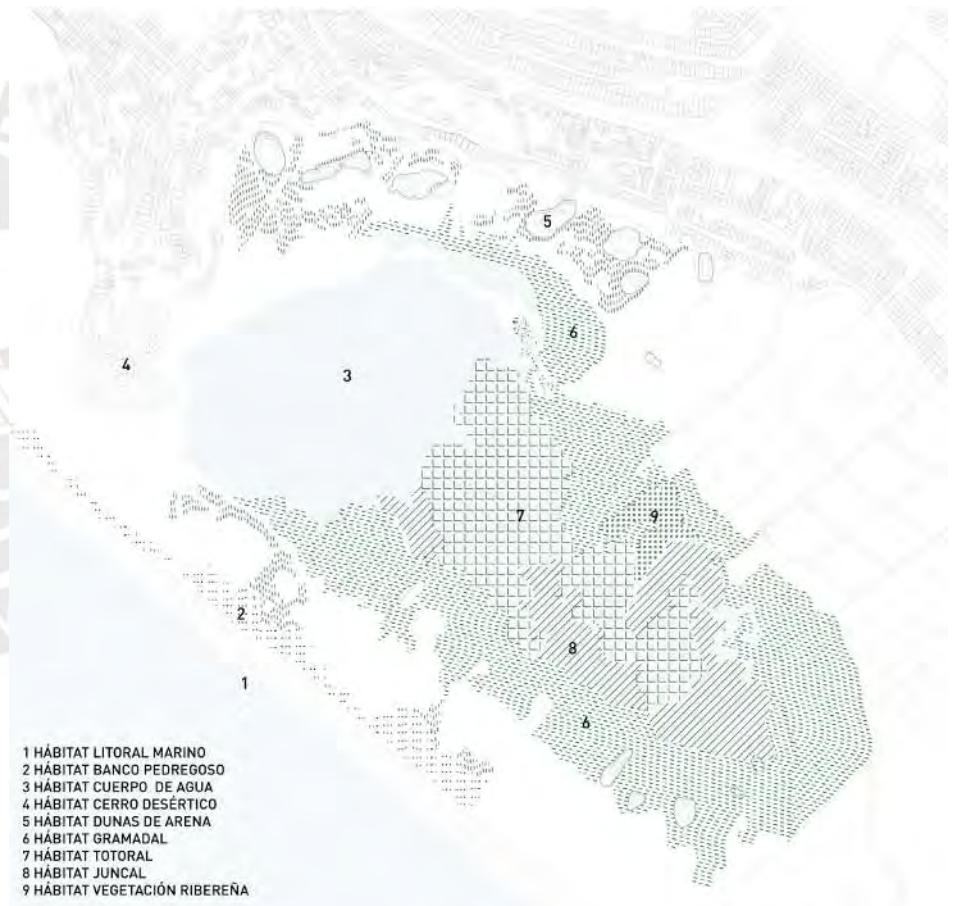 5
6
4
3
7
9
2
8
1
6
1 HÁBITAT LITORAL MARINO
2 HÁBITAT BANCO PEDREGOSO
3 HÁBITAT CUERPO DE AGUA
4 HÁBITAT CERRO DESÉRTICO
5 HÁBITAT DUNAS DE ARENA
6 HÁBITAT GRAMADAL
7 HÁBITAT TOTORAL
8 HÁBITAT JUNCAL
9 HÁBITAT VEGETACIÓN RIBEREÑA